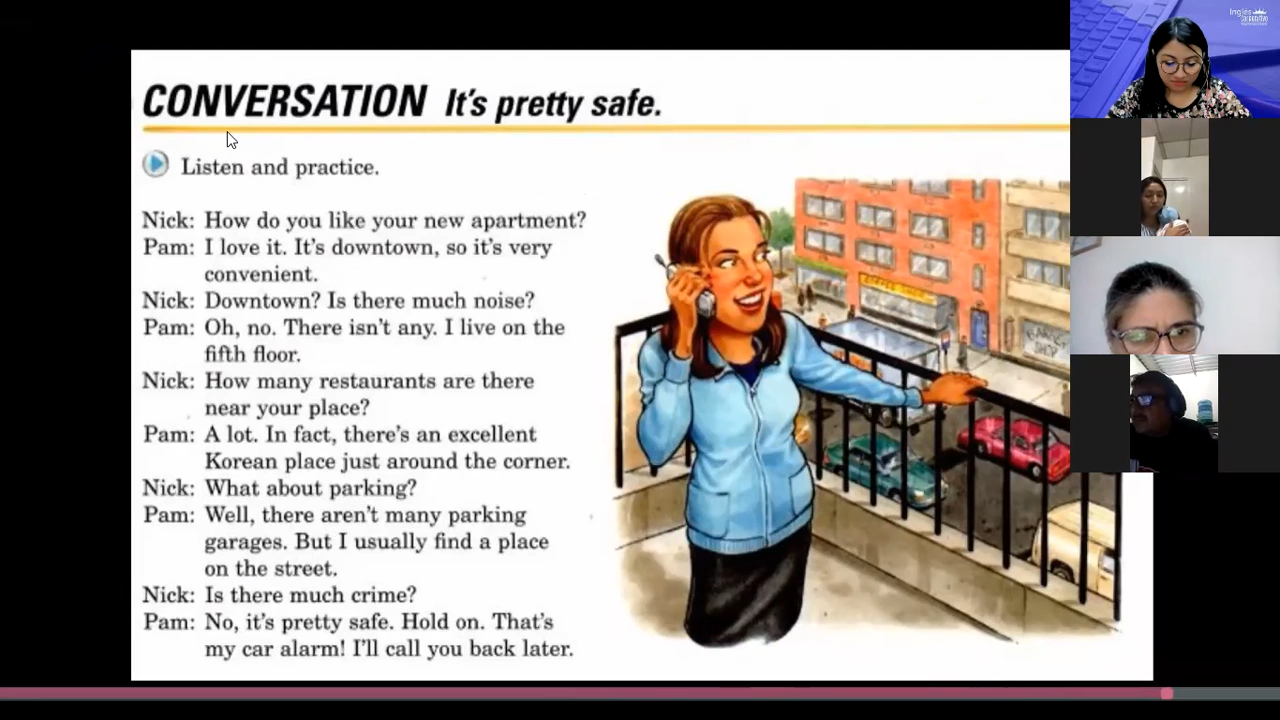 CONVERSATION It's pretty safe.
Listen and practice.
Nick: How do you like your new apartment?
Pam: I love it. It's downtown, so it's very
convenient.
Nick: Downtown? Is there much noise?
Pam: Oh, no. There isn't any. I live on the
fifth floor.
Nick: How many restaurants are there
near your place?
Pam: A lot. In fact, there's an excellent
Korean place just around the corner.
Nick: What about parking?
Pam: Well, there aren't many parking
garages. But I usually find a place
on the street.
Nick: Is there much crime?
Pam: No, it's pretty safe. Hold on. That's
my car alarm! I'll call you back later.
COFFEE SHOP
SHOP
Inglés